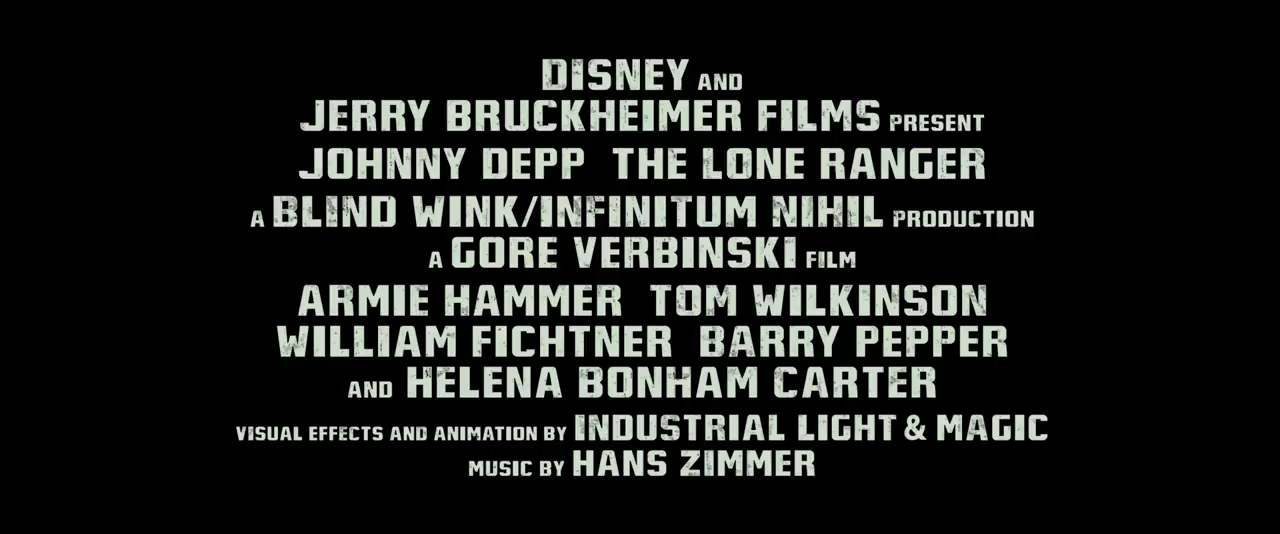 DISNEY AND
JERRY BRUCKHEIMER FILMS PRESENT
JOHNNY DEPP THE LONE RANGER
A BLIND WINK/INFINITUM NIHIL PRODUCTION
A GORE VERBINSKI FILM
ARMIE HAMMER TOM WILKINSON
WILLIAM FICHTNER BARRY PEPPER
AND HELENA BONHAM CARTER
VISUAL EFFECTS AND ANIMATION BY INDUSTRIAL LIGHT & MAGIC
MUSIC BY HANS ZIMMER